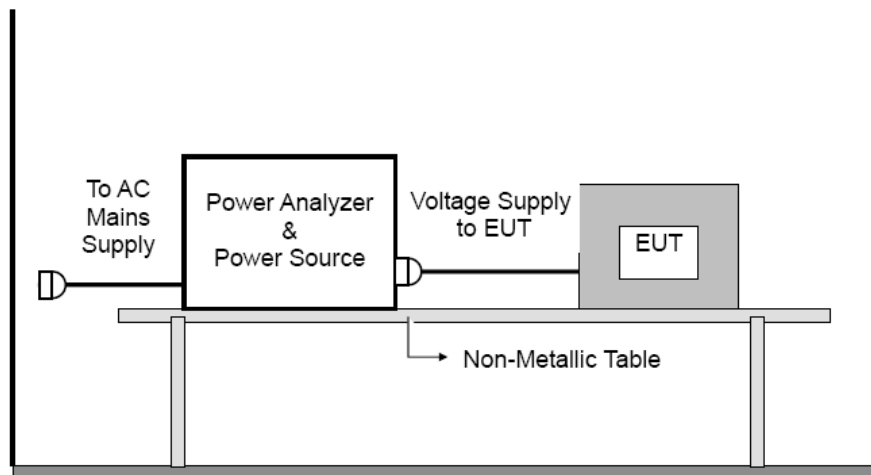 To AC
Mains
Supply
Power Analyzer
&
Power Source
Voltage Supply
to EUT
EUT
Non-Metallic Table